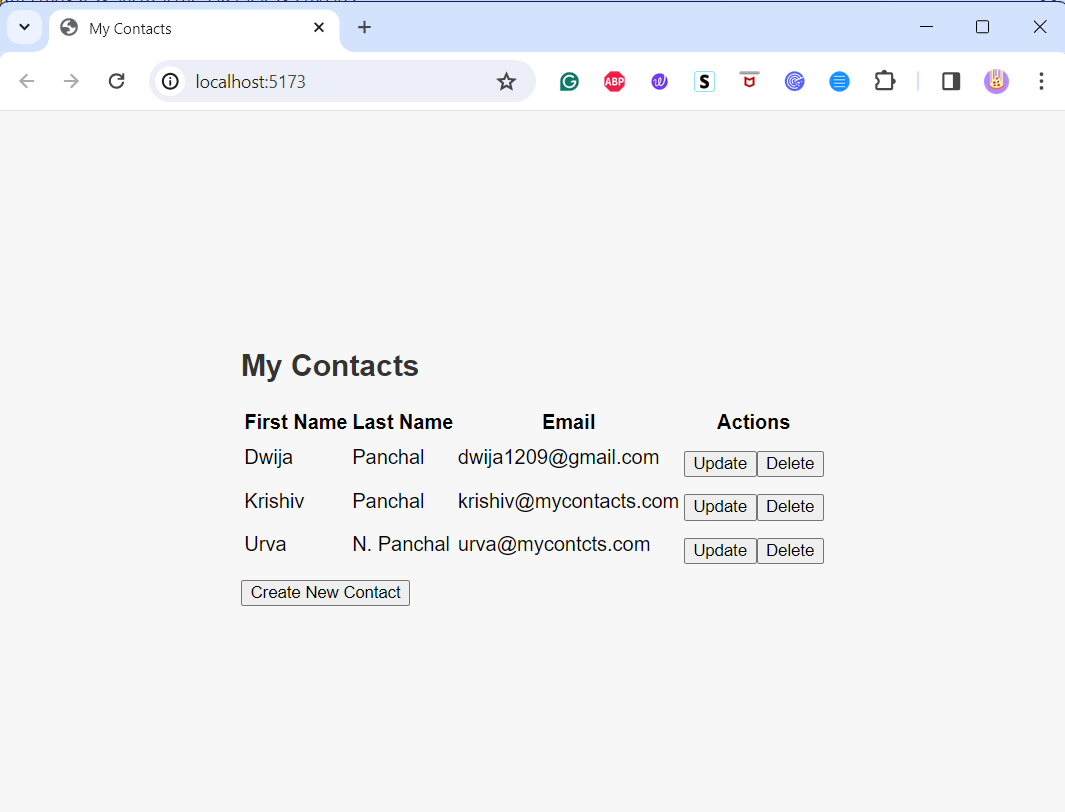 My Contacts
localhost:5173
ABP
S
My Contacts
First Name Last Name Email Actions
Dwija Panchal dwija1209@gmail.com Update Delete
Krishiv Panchal krishiv@mycontacts.com Update Delete
Urva N. Panchal urva@mycontcts.com Update Delete
Create New Contact